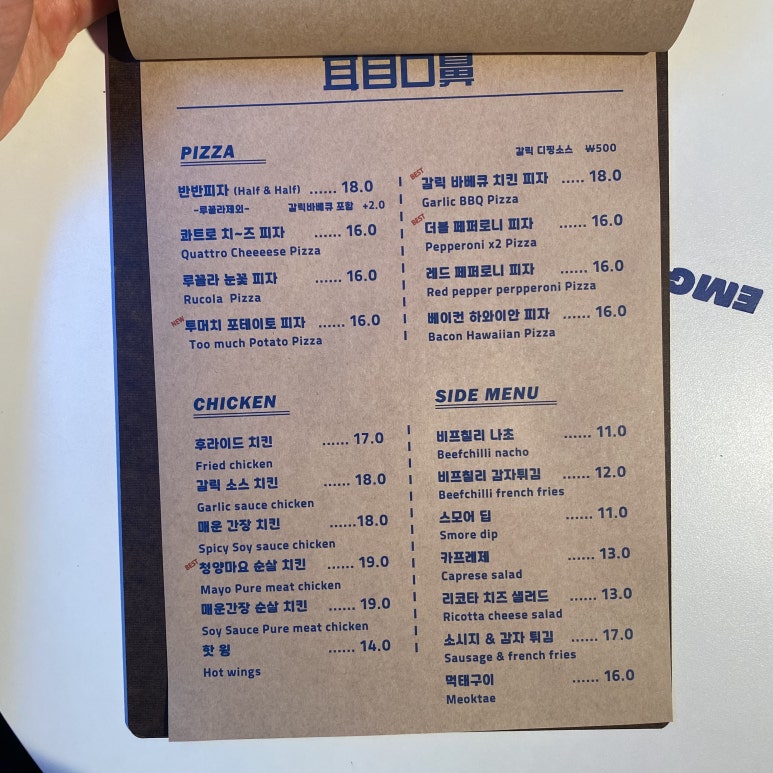 耳目口鼻
PIZZA
갈릭 디핑소스 ₩500
반반피자 (Half & Half) ...... 18.0
-루꼴라제외- 갈릭바베큐 포함 +2.0
콰트로 치~즈 피자 ...... 16.0
Quattro Cheeeese Pizza
루꼴라 눈꽃 피자 ...... 16.0
Rucola Pizza
NEW 투머치 포테이토 피자 ...... 16.0
Too much Potato Pizza
BEST 갈릭 바베큐 치킨 피자 ..... 18.0
Garlic BBQ Pizza
BEST 더블 페퍼로니 피자 ...... 16.0
Pepperoni x2 Pizza
레드 페퍼로니 피자 ...... 16.0
Red pepper perpperoni Pizza
베이컨 하와이안 피자 ...... 16.0
Bacon Hawaiian Pizza
CHICKEN
후라이드 치킨 ...... 17.0
Fried chicken
갈릭 소스 치킨 ...... 18.0
Garlic sauce chicken
매운 간장 치킨 ......18.0
Spicy Soy sauce chicken
BEST 청양마요 순살 치킨 ...... 19.0
Mayo Pure meat chicken
매운간장 순살 치킨 ...... 19.0
Soy Sauce Pure meat chicken
핫 윙 ...... 14.0
Hot wings
SIDE MENU
비프칠리 나초 ...... 11.0
Beefchilli nacho
비프칠리 감자튀김 ...... 12.0
Beefchilli french fries
스모어 딥 ...... 11.0
Smore dip
카프레제 ...... 13.0
Caprese salad
리코타 치즈 샐러드 ...... 13.0
Ricotta cheese salad
소시지 & 감자 튀김 ...... 17.0
Sausage & french fries
먹태구이 ...... 16.0
Meoktae
EMO